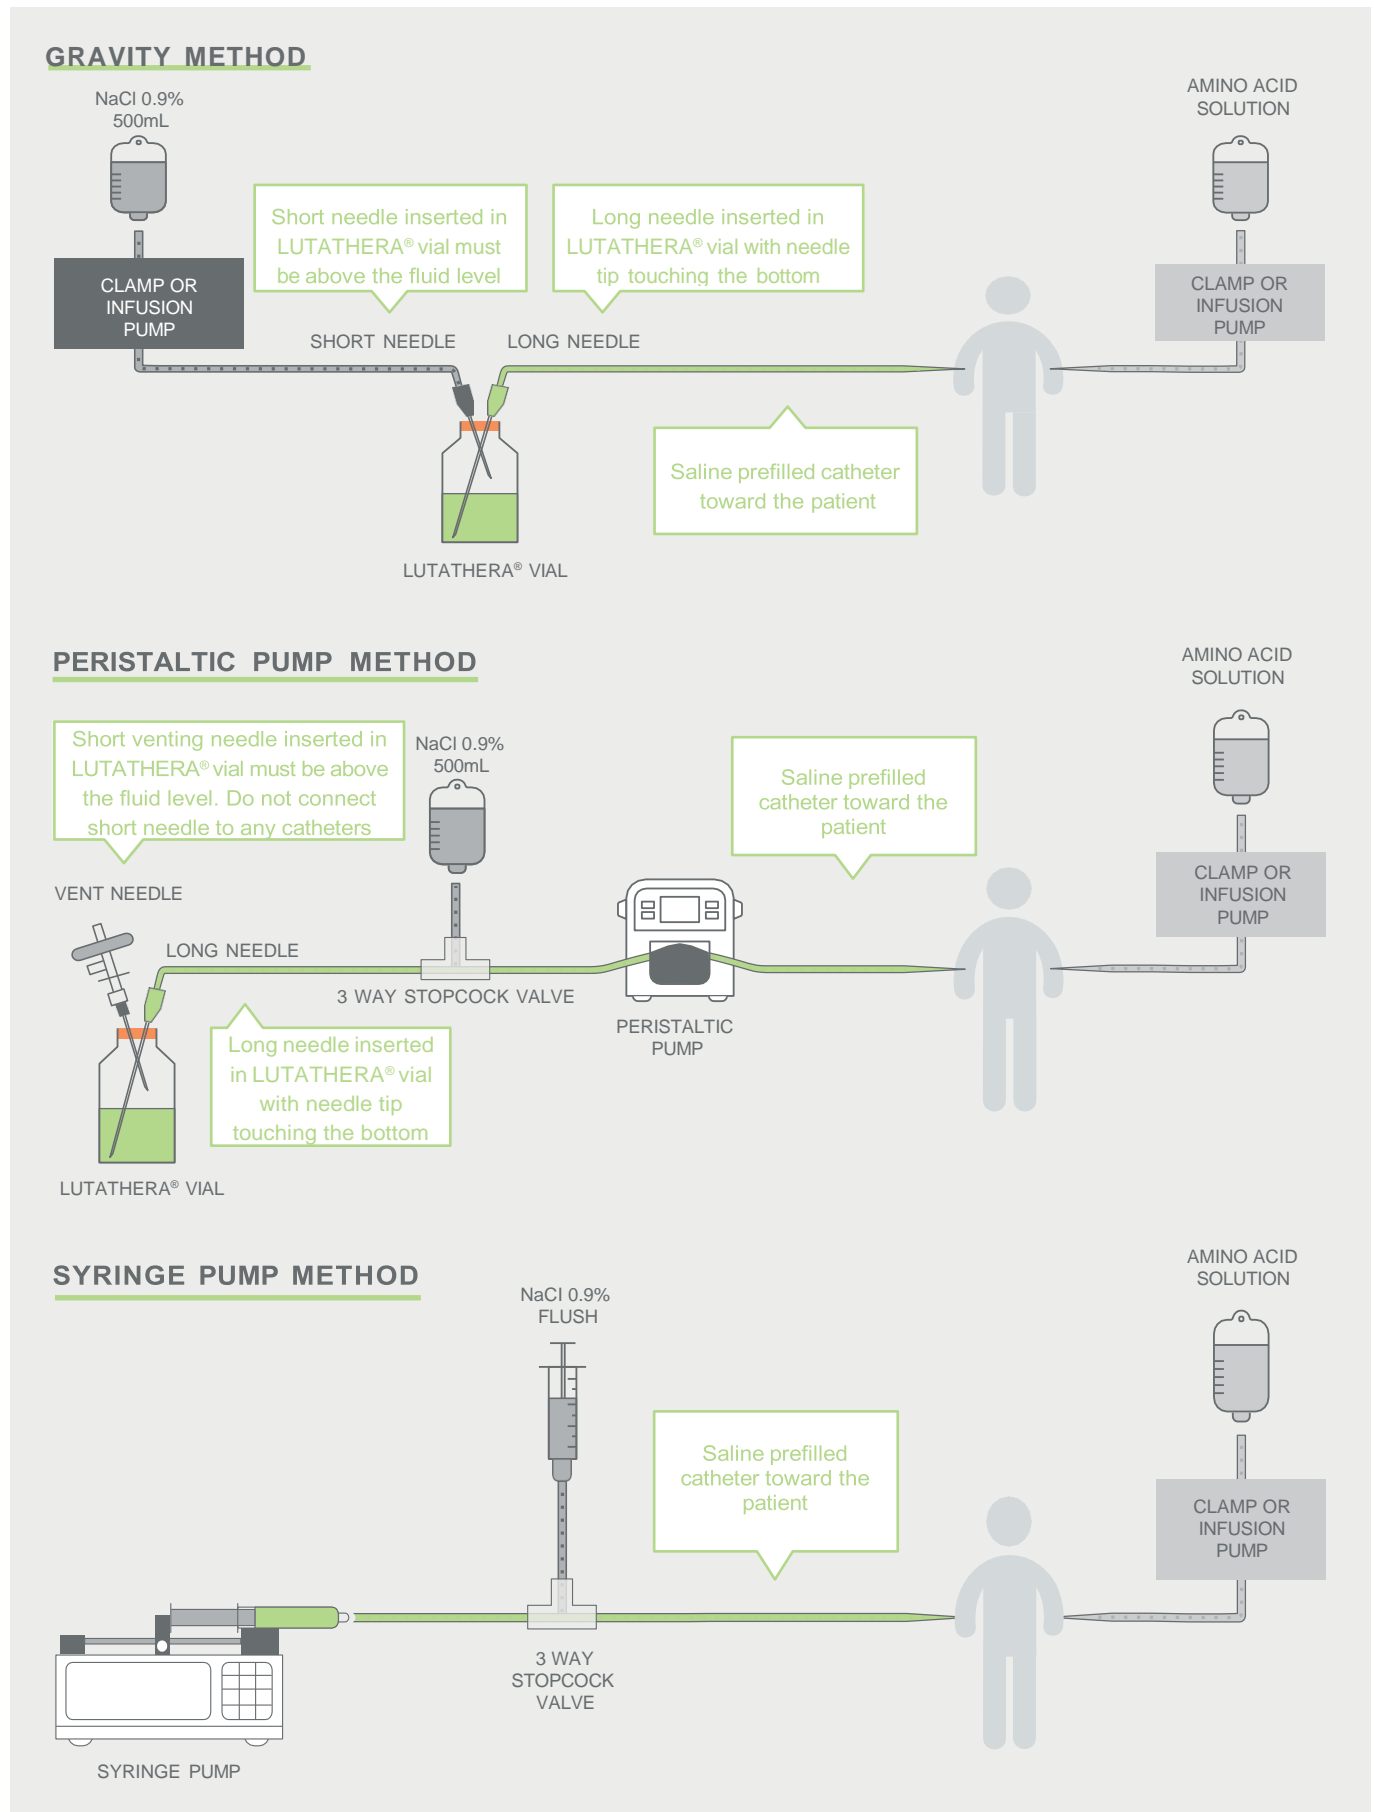 GRAVITY METHOD
NaCl 0.9%
500mL
AMINO ACID
SOLUTION
Short needle inserted in
LUTATHERA® vial must
be above the fluid level
Long needle inserted in
LUTATHERA® vial with needle
tip touching the bottom
CLAMP OR
INFUSION
PUMP
CLAMP OR
INFUSION
PUMP
SHORT NEEDLE
LONG NEEDLE
Saline prefilled catheter
toward the patient
LUTATHERA® VIAL
PERISTALTIC PUMP METHOD
AMINO ACID
SOLUTION
Short venting needle inserted in
LUTATHERA® vial must be above
the fluid level. Do not connect
short needle to any catheters
NaCl 0.9%
500mL
Saline prefilled
catheter toward the
patient
VENT NEEDLE
CLAMP OR
INFUSION
PUMP
LONG NEEDLE
3 WAY STOPCOCK VALVE
PERISTALTIC
PUMP
Long needle inserted
in LUTATHERA® vial
with needle tip
touching the bottom
LUTATHERA® VIAL
SYRINGE PUMP METHOD
AMINO ACID
SOLUTION
NaCl 0.9%
FLUSH
Saline prefilled
catheter toward the
patient
CLAMP OR
INFUSION
PUMP
3 WAY
STOPCOCK
VALVE
SYRINGE PUMP